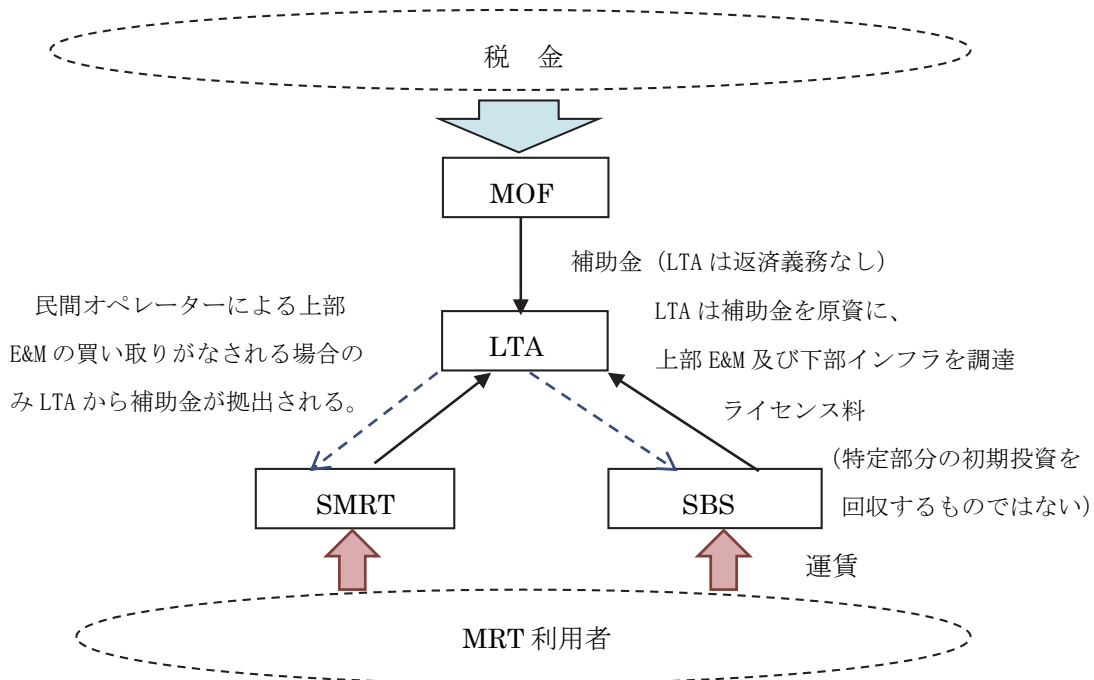 税　金
MOF
補助金（LTA は返済義務なし）
LTA は補助金を原資に、
上部 E&M 及び下部インフラを調達
民間オペレーターによる上部
E&M の買い取りがなされる場合の
み LTA から補助金が拠出される。
LTA
ライセンス料
（特定部分の初期投資を
回収するものではない）
SMRT
SBS
運賃
MRT 利用者